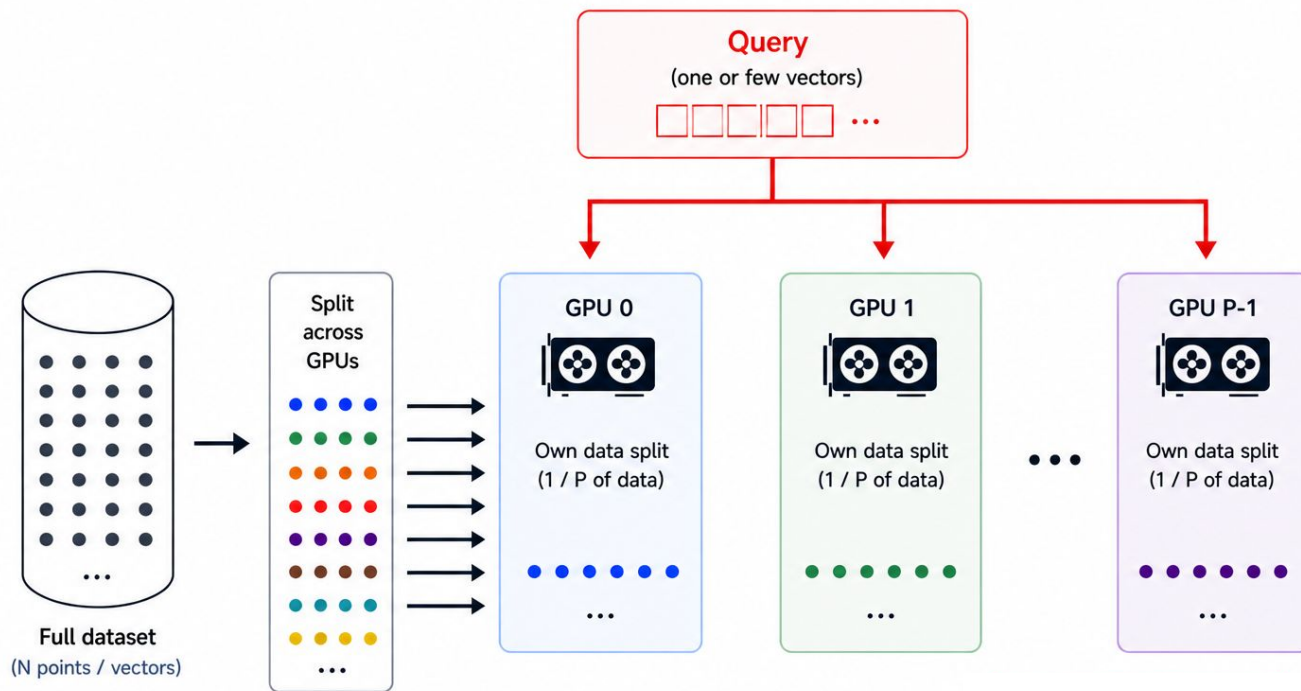 Query
(one or few vectors)
...
Split
across
GPUs
...
Full dataset
(N points / vectors)
...
GPU 0
Own data split
(1 / P of data)
...
GPU 1
Own data split
(1 / P of data)
...
...
GPU P-1
Own data split
(1 / P of data)
...